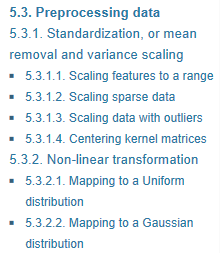 5.3. Preprocessing data
5.3.1. Standardization, or mean
removal and variance scaling
5.3.1.1. Scaling features to a range
5.3.1.2. Scaling sparse data
5.3.1.3. Scaling data with outliers
5.3.1.4. Centering kernel matrices
5.3.2. Non-linear transformation
5.3.2.1. Mapping to a Uniform
distribution
5.3.2.2. Mapping to a Gaussian
distribution